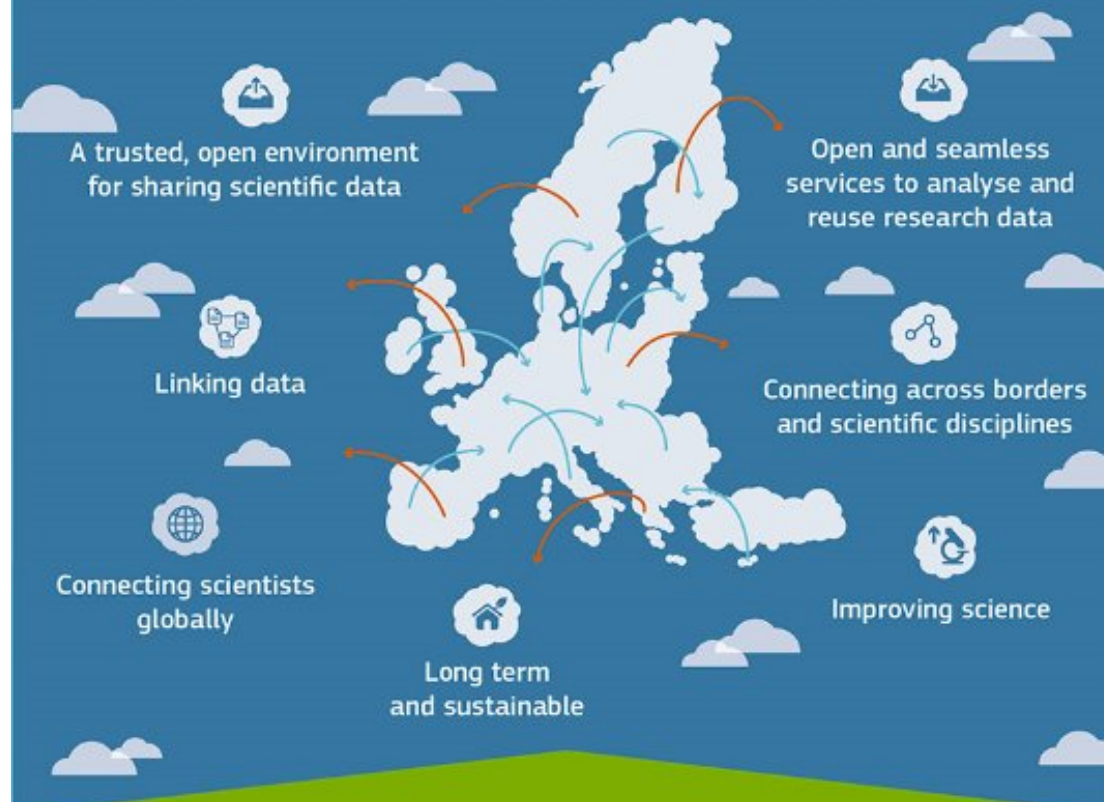 A trusted, open environment
for sharing scientific data
Open and seamless
services to analyse and
reuse research data
Linking data
Connecting across borders
and scientific disciplines
Connecting scientists
globally
Improving science
Long term
and sustainable